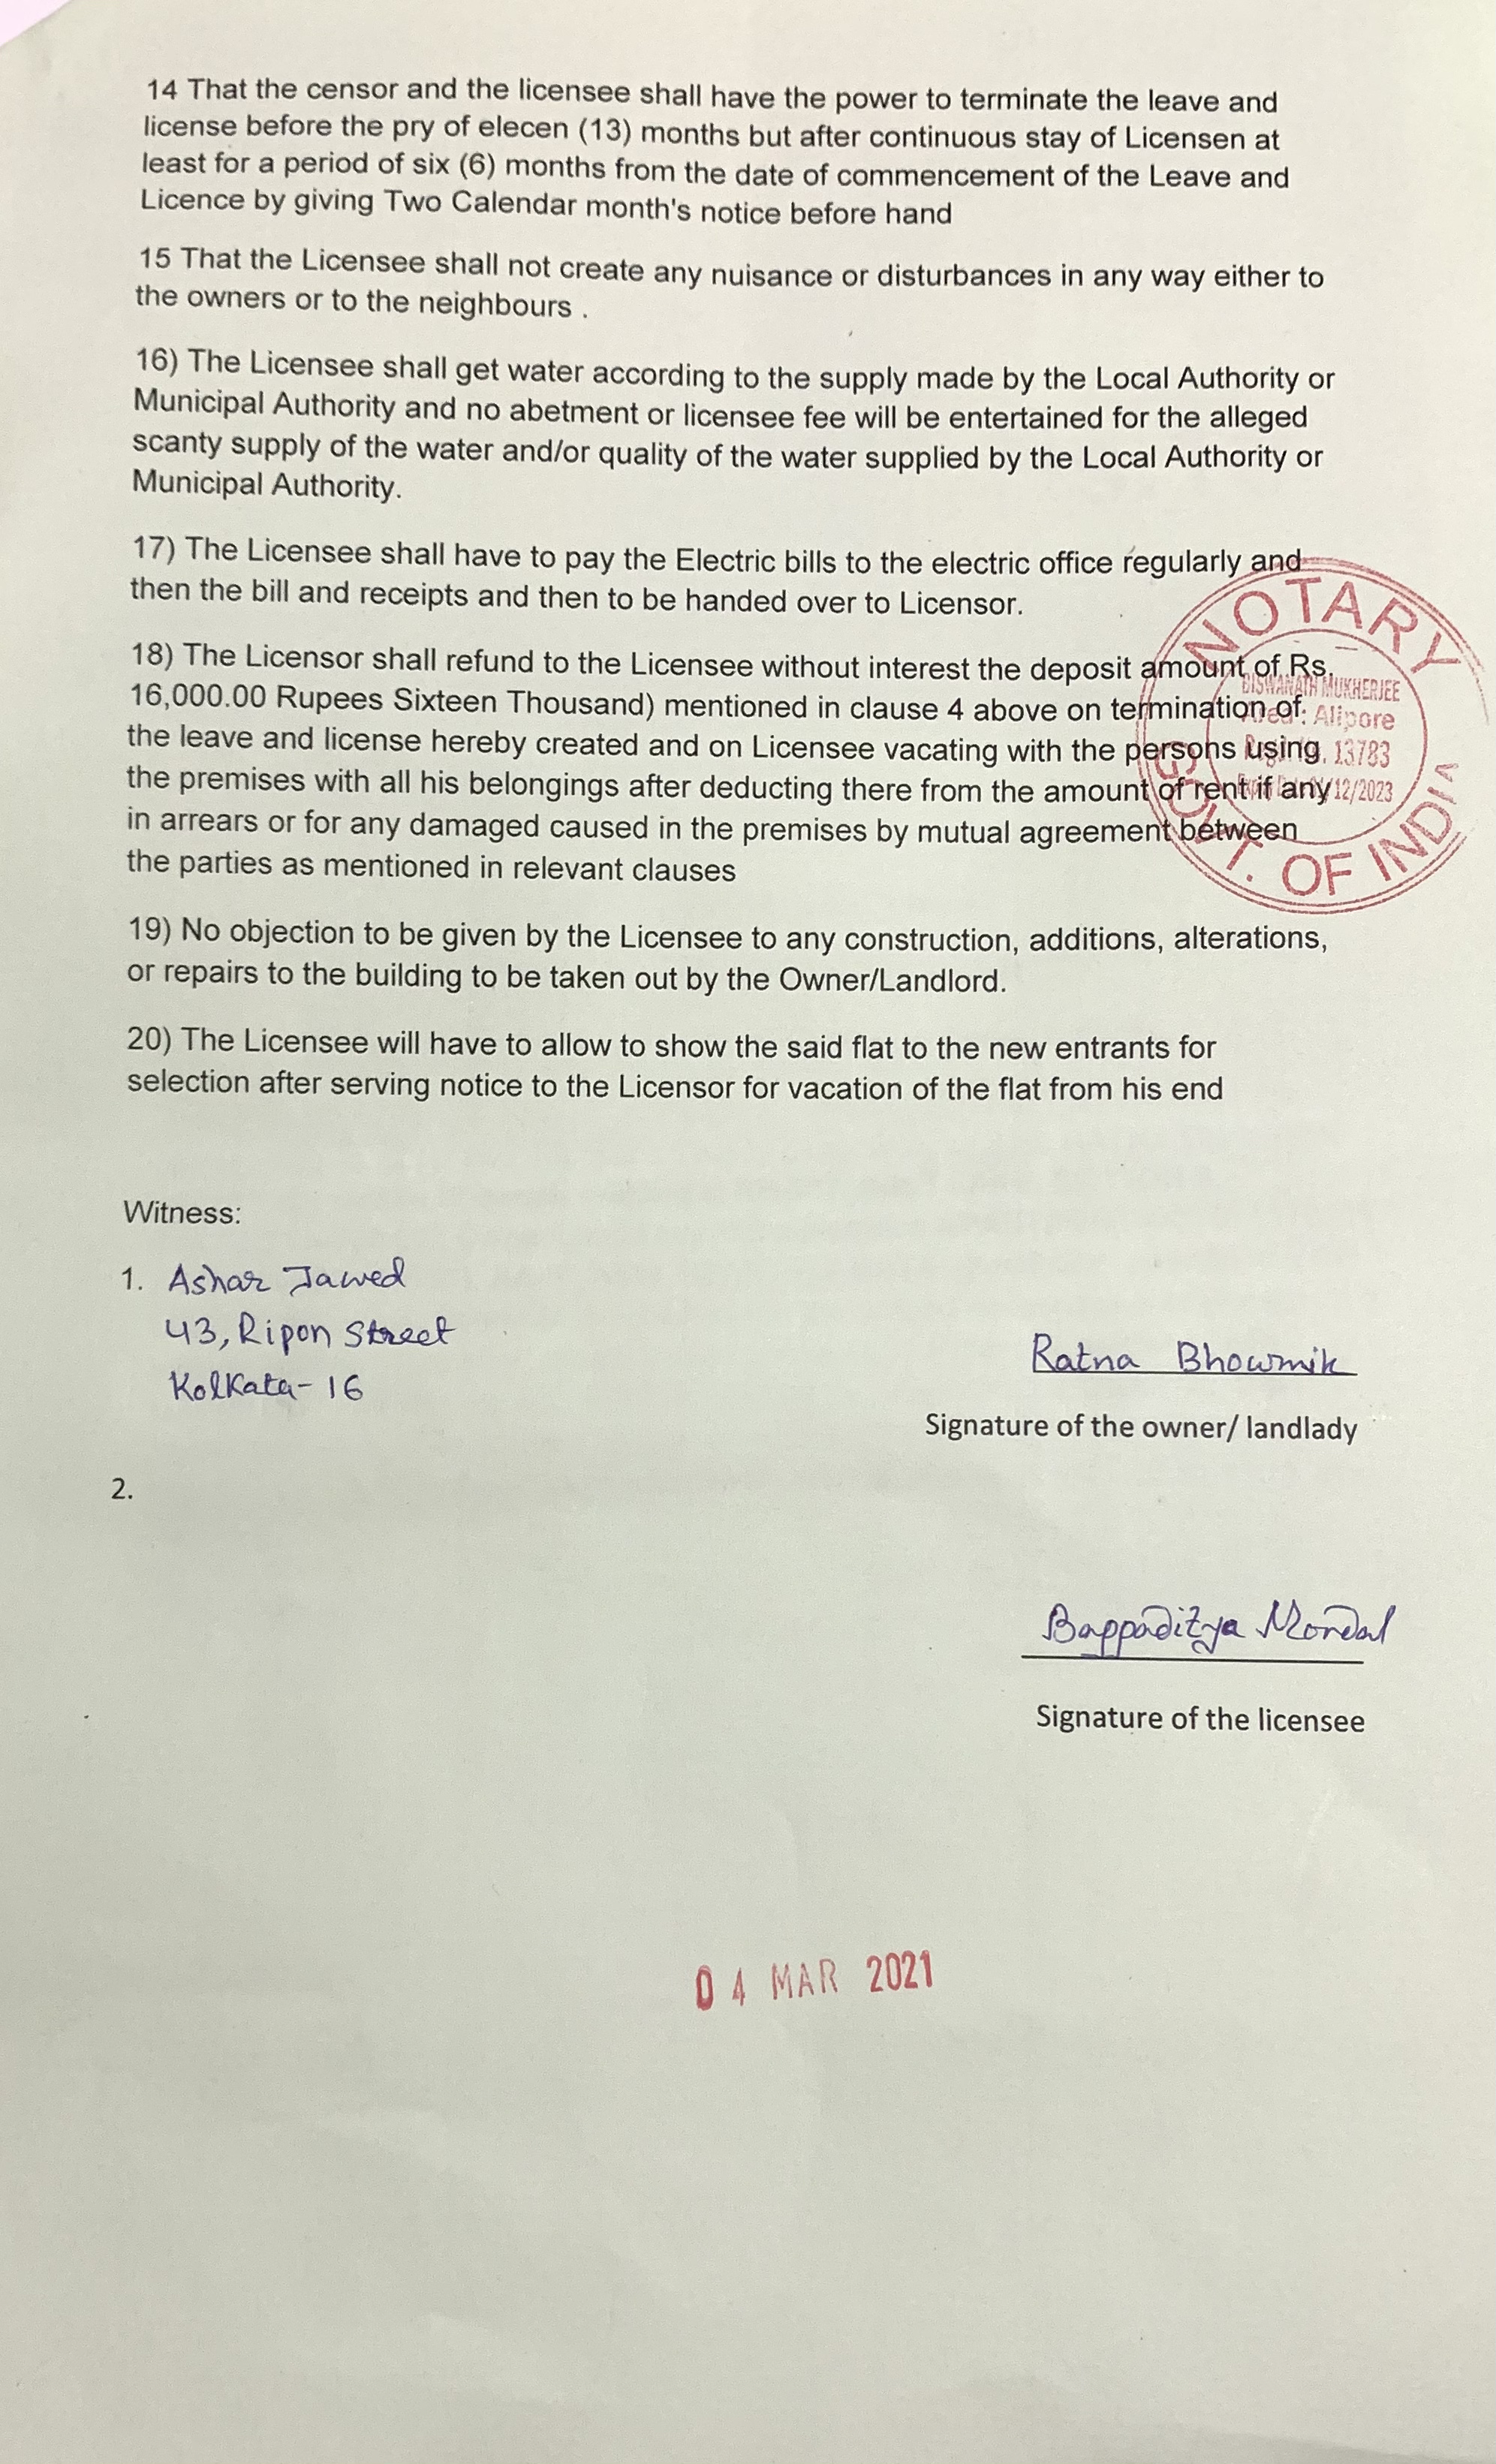 14 That the censor and the licensee shall have the power to terminate the leave and
license before the pry of elecen (13) months but after continuous stay of Licensen at
least for a period of six (6) months from the date of commencement of the Leave and
Licence by giving Two Calendar month's notice before hand
15 That the Licensee shall not create any nuisance or disturbances in any way either to
the owners or to the neighbours .
16) The Licensee shall get water according to the supply made by the Local Authority or
Municipal Authority and no abetment or licensee fee will be entertained for the alleged
scanty supply of the water and/or quality of the water supplied by the Local Authority or
Municipal Authority.
17) The Licensee shall have to pay the Electric bills to the electric office regularly and
then the bill and receipts and then to be handed over to Licensor.
18) The Licensor shall refund to the Licensee without interest the deposit amount of Rs.
16,000.00 Rupees Sixteen Thousand) mentioned in clause 4 above on termination of
the leave and license hereby created and on Licensee vacating with the persons using
the premises with all his belongings after deducting there from the amount of rent if any
in arrears or for any damaged caused in the premises by mutual agreement between
the parties as mentioned in relevant clauses
NOTARY
BISWANATH MUKHERJEE
Alipore
13783
/12/2023
GOVT. OF INDIA
19) No objection to be given by the Licensee to any construction, additions, alterations,
or repairs to the building to be taken out by the Owner/Landlord.
20) The Licensee will have to allow to show the said flat to the new entrants for
selection after serving notice to the Licensor for vacation of the flat from his end
Witness:
1. Ashar Jawed
43, Ripon Street
Kolkata- 16
Ratna Bhowmik
Signature of the owner/ landlady
2.
Bappaditya Mondal
Signature of the licensee
04 MAR 2021